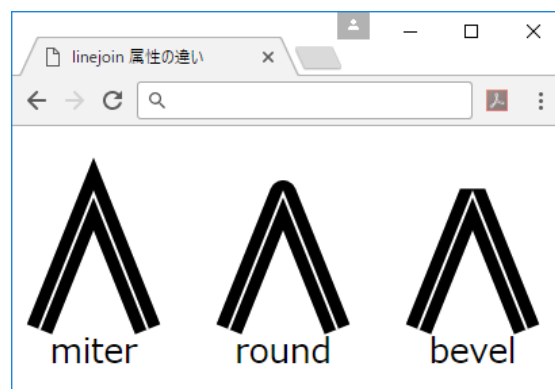 linejoin 属性の違い
miter round bevel